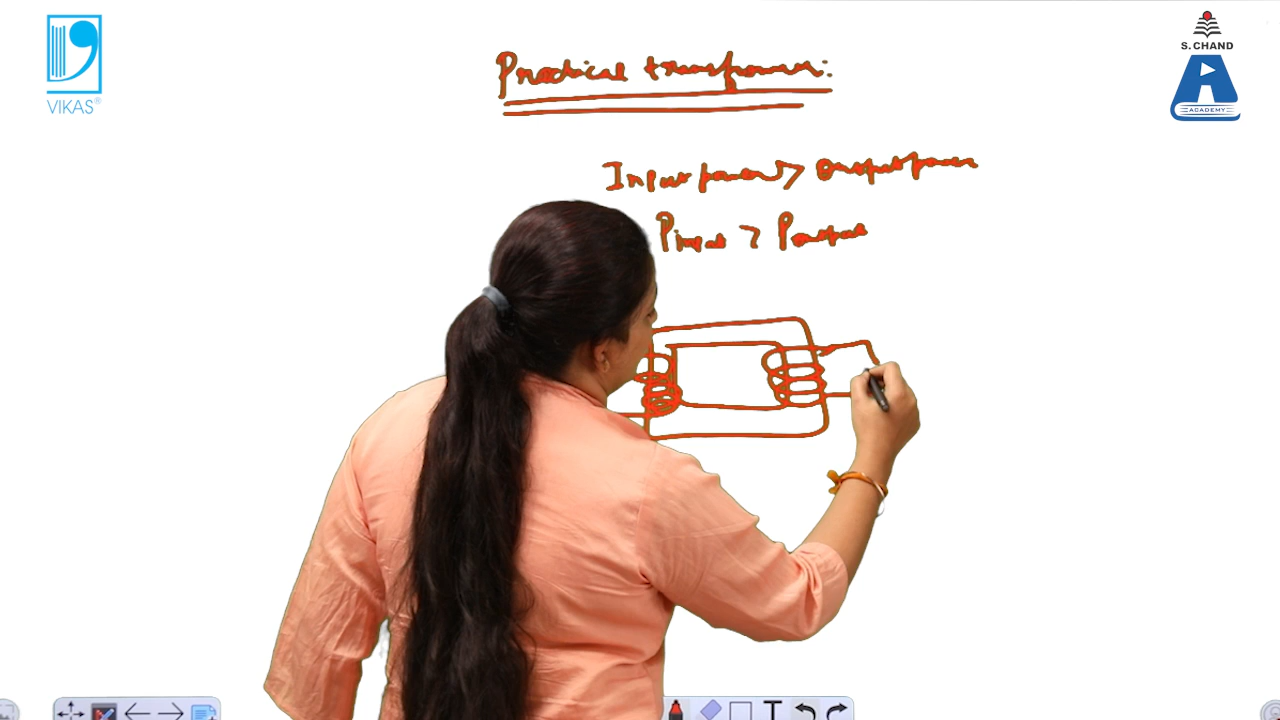 VIKAS®
S. CHAND
ACADEMY
Practical transformer:
Input power > output power
Pinput > Poutput
T